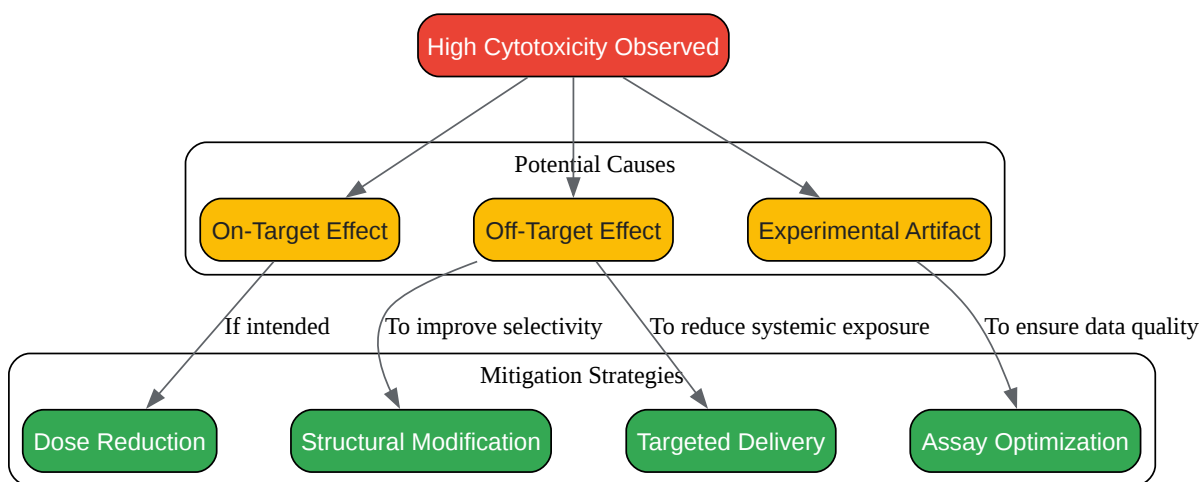 High Cytotoxicity Observed
Potential Causes
On-Target Effect
Off-Target Effect
Experimental Artifact
If intended
To improve selectivity
To reduce systemic exposure
To ensure data quality
Mitigation Strategies
Dose Reduction
Structural Modification
Targeted Delivery
Assay Optimization